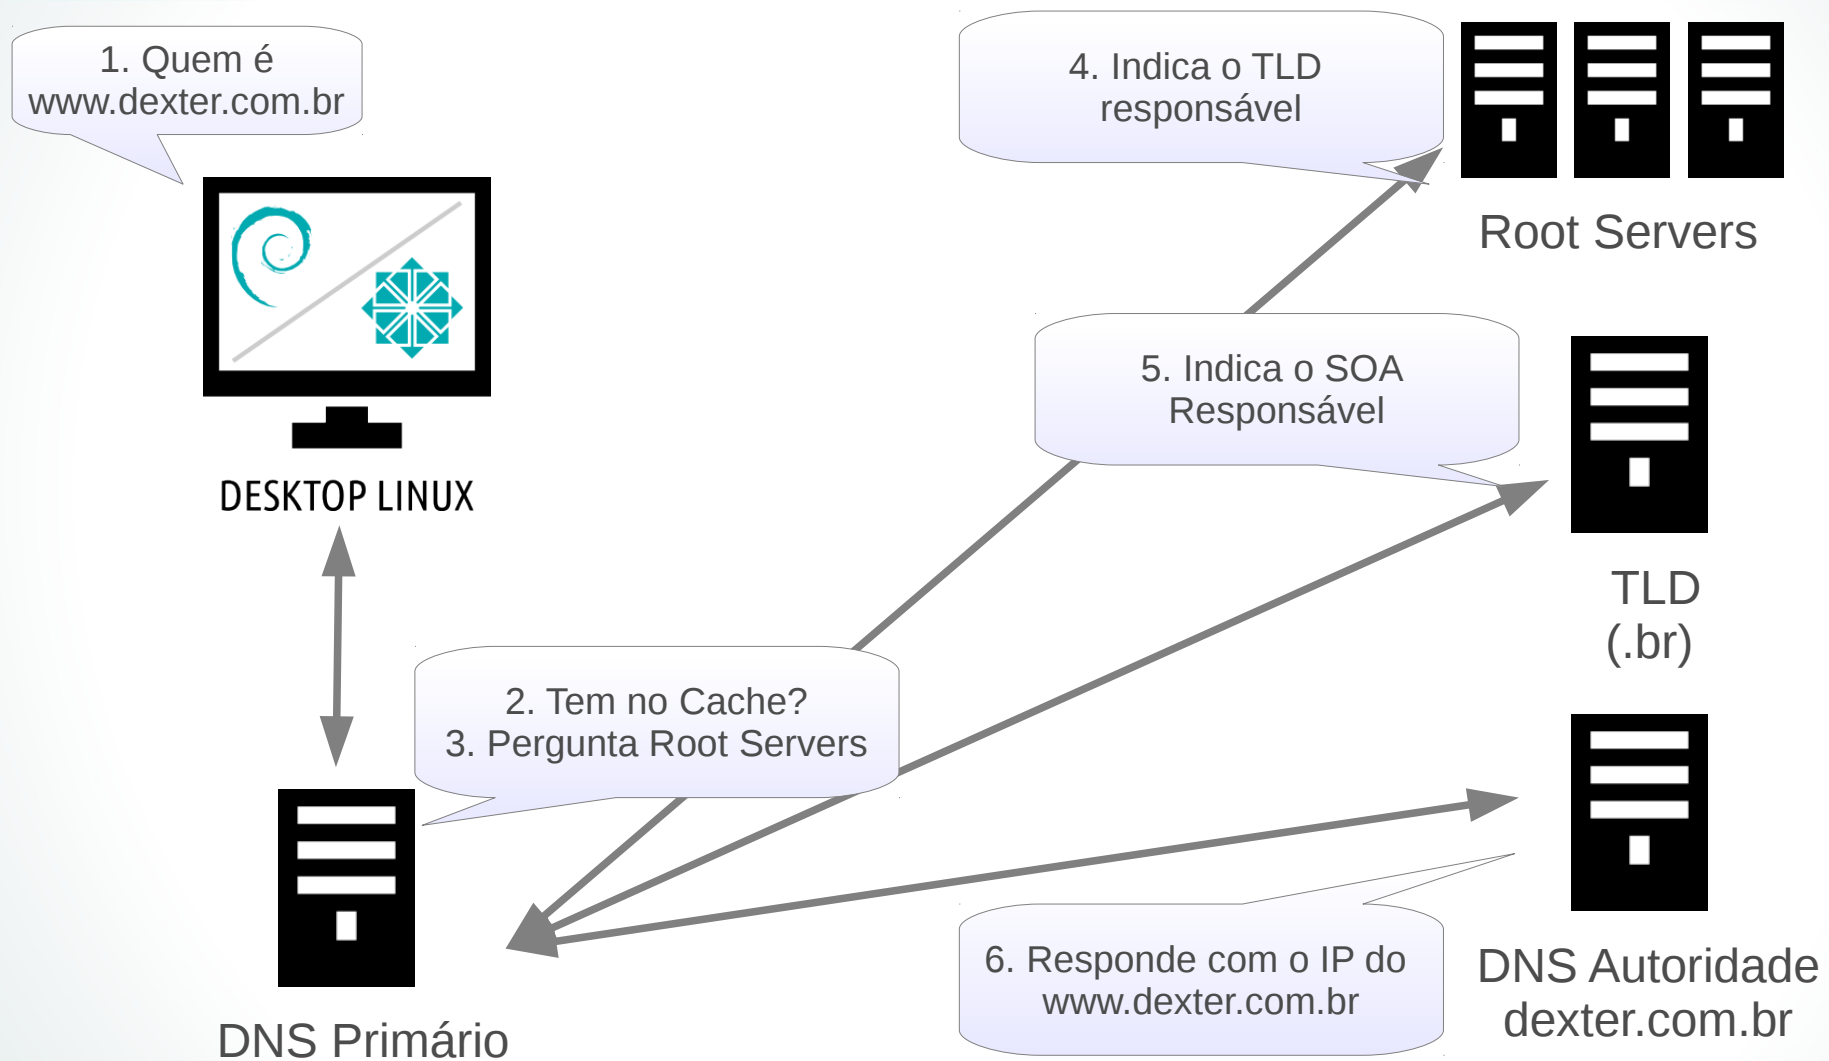 1. Quem é
www.dexter.com.br
4. Indica o TLD
responsável
Root Servers
5. Indica o SOA
Responsável
DESKTOP LINUX
TLD
(.br)
2. Tem no Cache?
3. Pergunta Root Servers
6. Responde com o IP do
www.dexter.com.br
DNS Autoridade
dexter.com.br
DNS Primário